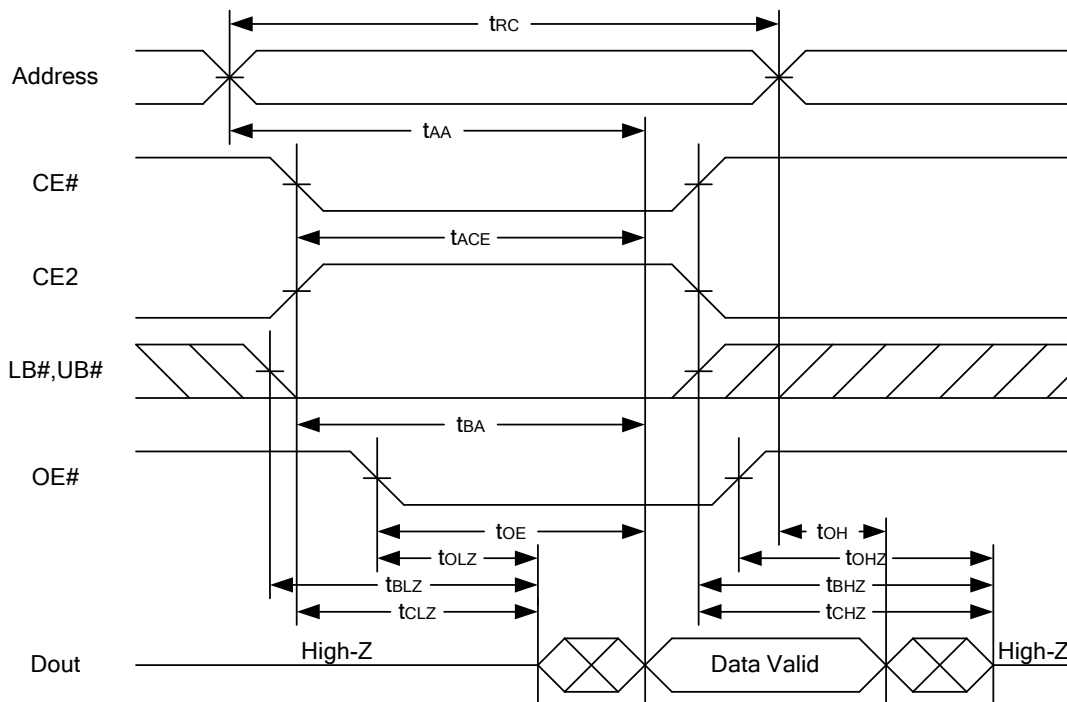 tRC
Address
tAA
CE#
tACE
CE2
LB#,UB#
tBA
OE#
tOE
tOH
tOLZ
tOHZ
tBLZ
tBHZ
tCLZ
tCHZ
Dout
High-Z
Data Valid
High-Z